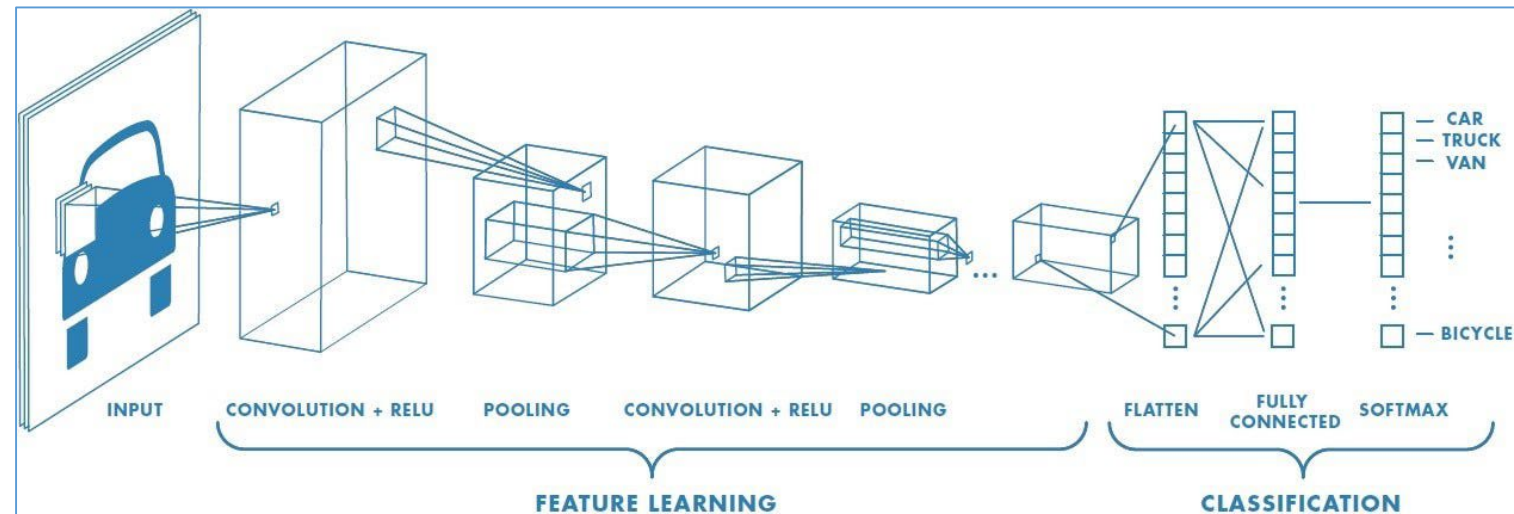 CAR
TRUCK
VAN
BICYCLE
INPUT
CONVOLUTION + RELU
POOLING
CONVOLUTION + RELU
POOLING
FLATTEN
FULLY
CONNECTED
SOFTMAX
FEATURE LEARNING
CLASSIFICATION